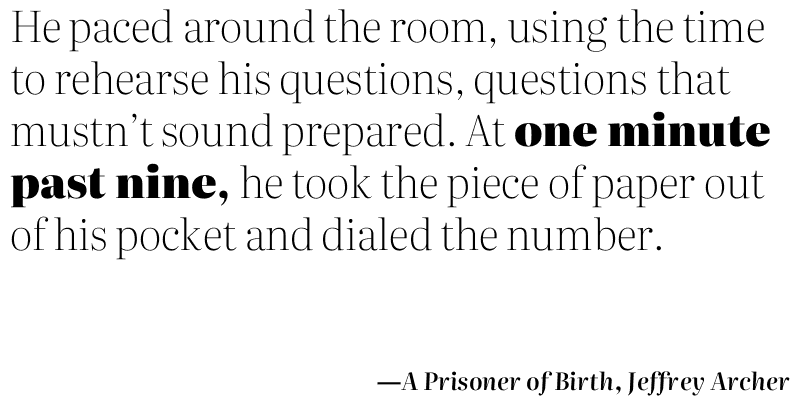 He paced around the room, using the time
to rehearse his questions, questions that
mustn’t sound prepared. At one minute
past nine, he took the piece of paper out
of his pocket and dialed the number.
—A Prisoner of Birth, Jeffrey Archer